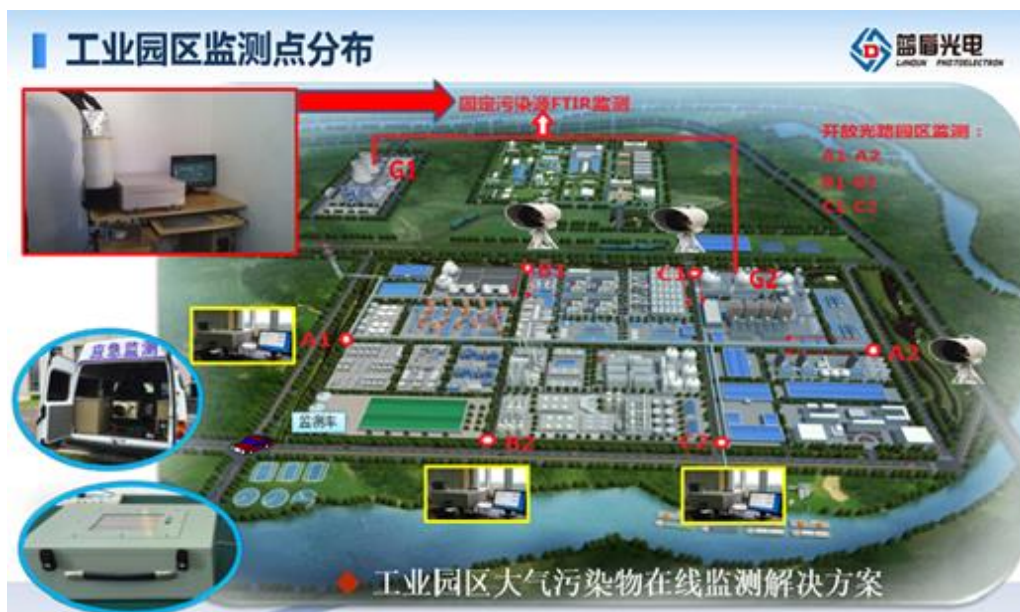 工业园区监测点分布
蓝盾光电
LANDUN PHOTOELECTRON
固定污染源FTIR监测
开放光路园区监测：
A1-A2
B1-B2
C1-C2
G1
B1
C1
G2
A1
A2
应急监测
监测车
B2
C2
工业园区大气污染物在线监测解决方案